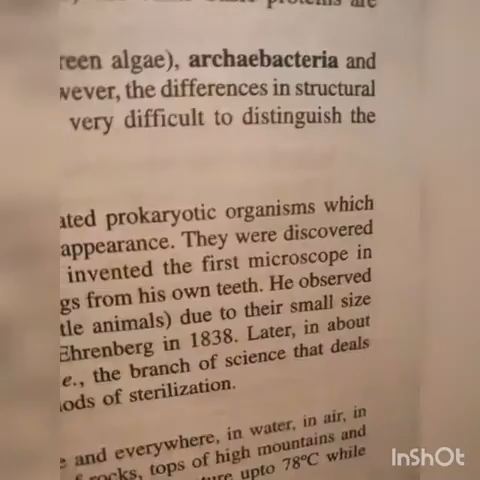 proteins are
reen algae), archaebacteria and
wever, the differences in structural
very difficult to distinguish the
ated prokaryotic organisms which
appearance. They were discovered
invented the first microscope in
gs from his own teeth. He observed
tle animals) due to their small size
Ehrenberg in 1838. Later, in about
e., the branch of science that deals
ods of sterilization.
e and everywhere, in water, in air, in
rocks, tops of high mountains and
ture upto 78°C while
InShOt